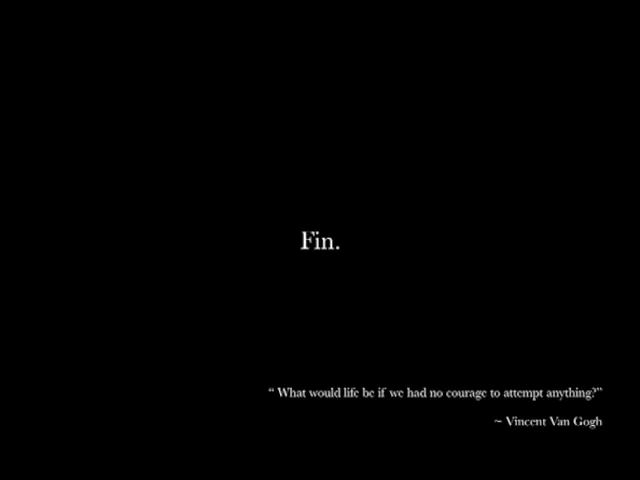 Fin.
“ What would life be if we had no courage to attempt anything?”
~ Vincent Van Gogh